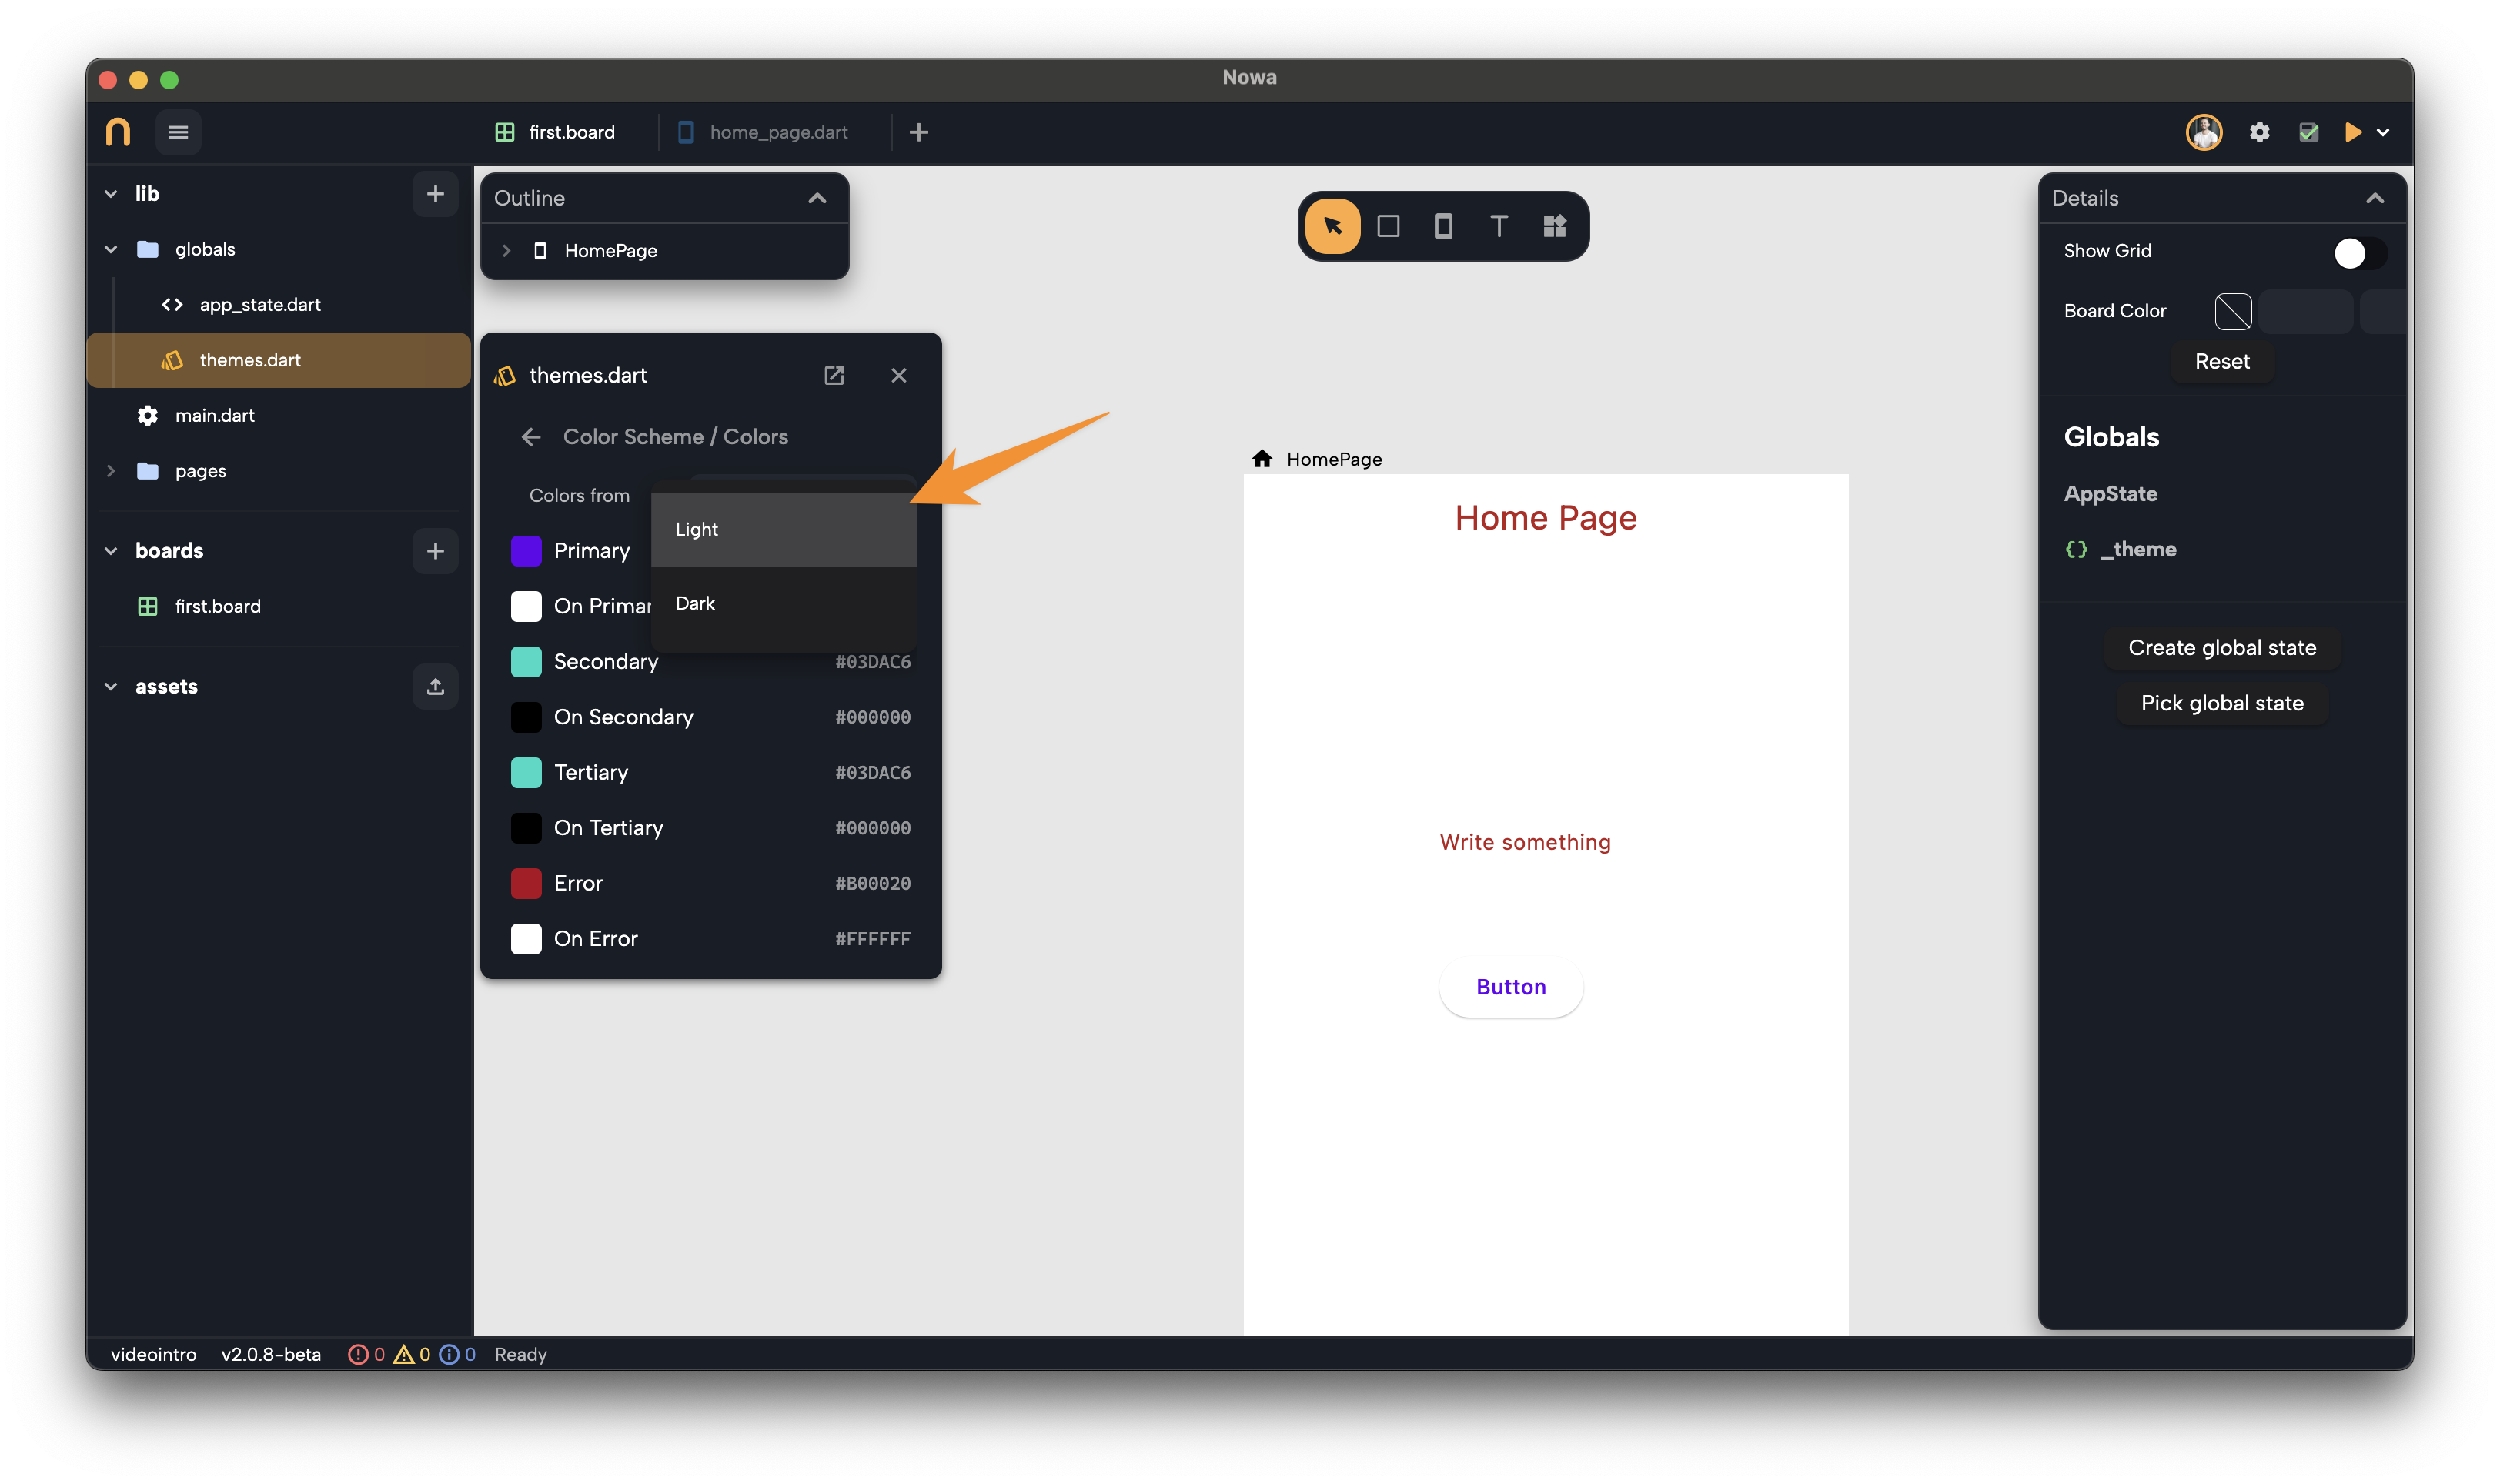 Nowa
first.board
home_page.dart
lib
globals
app_state.dart
themes.dart
main.dart
pages
boards
first.board
assets
Outline
HomePage
themes.dart
Color Scheme / Colors
Colors from
Light
Dark
Primary
On Primar
Secondary #03DAC6
On Secondary #000000
Tertiary #03DAC6
On Tertiary #000000
Error #B00020
On Error #FFFFFF
HomePage
Home Page
Write something
Button
Details
Show Grid
Board Color
Reset
Globals
AppState
{} _theme
Create global state
Pick global state
videointro v2.0.8-beta 0 0 0 Ready